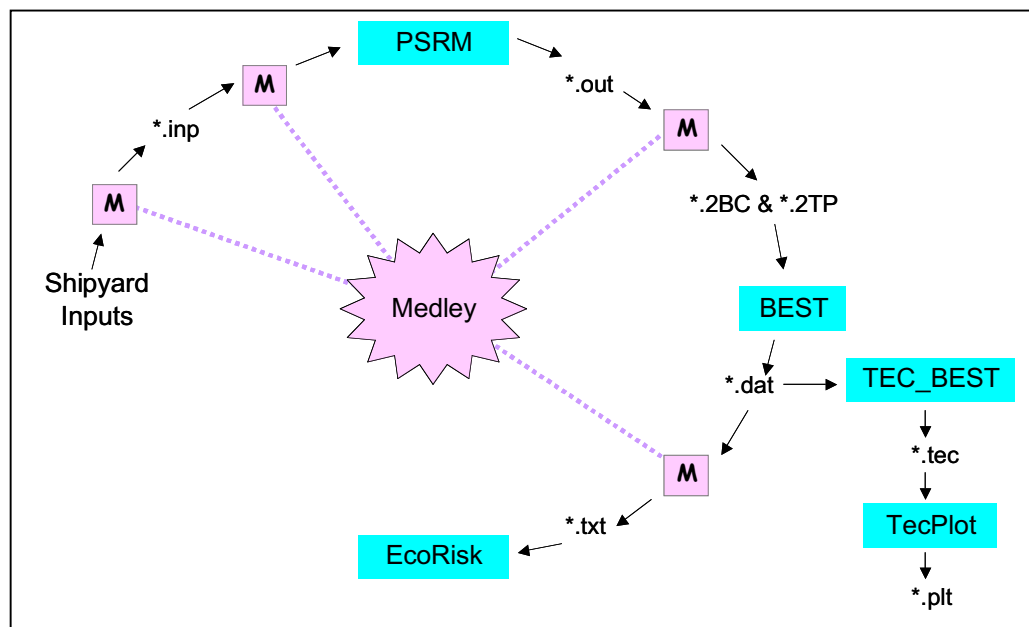 PSRM
M
*.out
*.inp
M
M
*.2BC & *.2TP
Shipyard
Inputs
Medley
BEST
*.dat
TEC_BEST
M
*.tec
*.txt
TecPlot
EcoRisk
*.plt